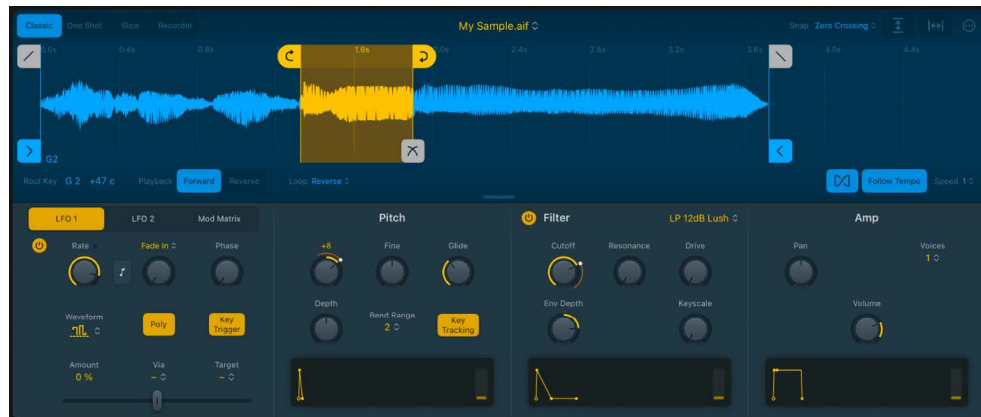 Classic One Shot Slice Recorder My Sample.aif Snap Zero Crossing
0.0s 0.4s 0.8s 1.6s 2.4s 2.8s 3.2s 3.6s 4.0s 4.4s
G2
Root Key G 2 +47 c Playback Forward Reverse Loop Reverse Follow Tempo Speed 1
LFO 1 LFO 2 Mod Matrix Pitch Filter LP 12dB Lush Amp
Rate Fade In Phase +8 Fine Glide Cutoff Resonance Drive Pan Voices
1
Depth Env Depth Keyscale Volume
Waveform Poly Key Trigger Bend Range Key Tracking
2
Amount Via Target
0 % – –